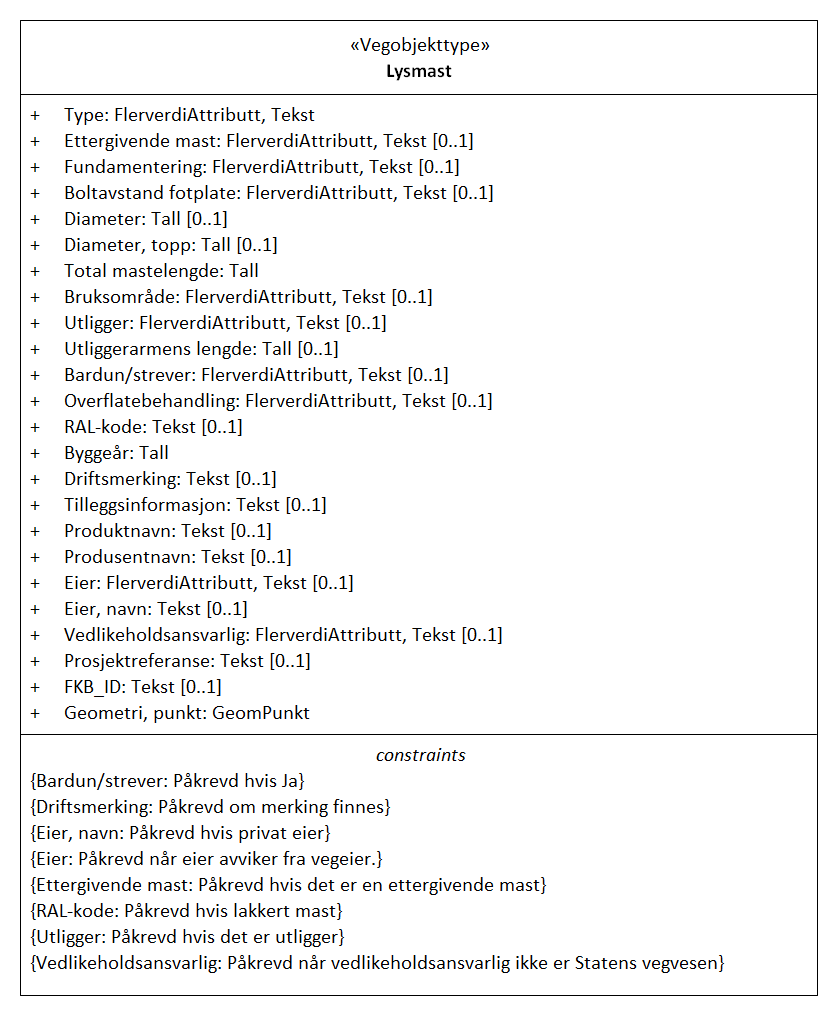 «Vegobjekttype»
Lysmast
+ Type: FlerverdiAttributt, Tekst
+ Ettergivende mast: FlerverdiAttributt, Tekst [0..1]
+ Fundamentering: FlerverdiAttributt, Tekst [0..1]
+ Boltavstand fotplate: FlerverdiAttributt, Tekst [0..1]
+ Diameter: Tall [0..1]
+ Diameter, topp: Tall [0..1]
+ Total mastelengde: Tall
+ Bruksområde: FlerverdiAttributt, Tekst [0..1]
+ Utligger: FlerverdiAttributt, Tekst [0..1]
+ Utliggerarmens lengde: Tall [0..1]
+ Bardun/strever: FlerverdiAttributt, Tekst [0..1]
+ Overflatebehandling: FlerverdiAttributt, Tekst [0..1]
+ RAL-kode: Tekst [0..1]
+ Byggeår: Tall
+ Driftsmerking: Tekst [0..1]
+ Tilleggsinformasjon: Tekst [0..1]
+ Produktnavn: Tekst [0..1]
+ Produsentnavn: Tekst [0..1]
+ Eier: FlerverdiAttributt, Tekst [0..1]
+ Eier, navn: Tekst [0..1]
+ Vedlikeholdsansvarlig: FlerverdiAttributt, Tekst [0..1]
+ Prosjektreferanse: Tekst [0..1]
+ FKB_ID: Tekst [0..1]
+ Geometri, punkt: GeomPunkt
constraints
{Bardun/strever: Påkrevd hvis Ja}
{Driftsmerking: Påkrevd om merking finnes}
{Eier, navn: Påkrevd hvis privat eier}
{Eier: Påkrevd når eier avviker fra vegeier.}
{Ettergivende mast: Påkrevd hvis det er en ettergivende mast}
{RAL-kode: Påkrevd hvis lakkert mast}
{Utligger: Påkrevd hvis det er utligger}
{Vedlikeholdsansvarlig: Påkrevd når vedlikeholdsansvarlig ikke er Statens vegvesen}